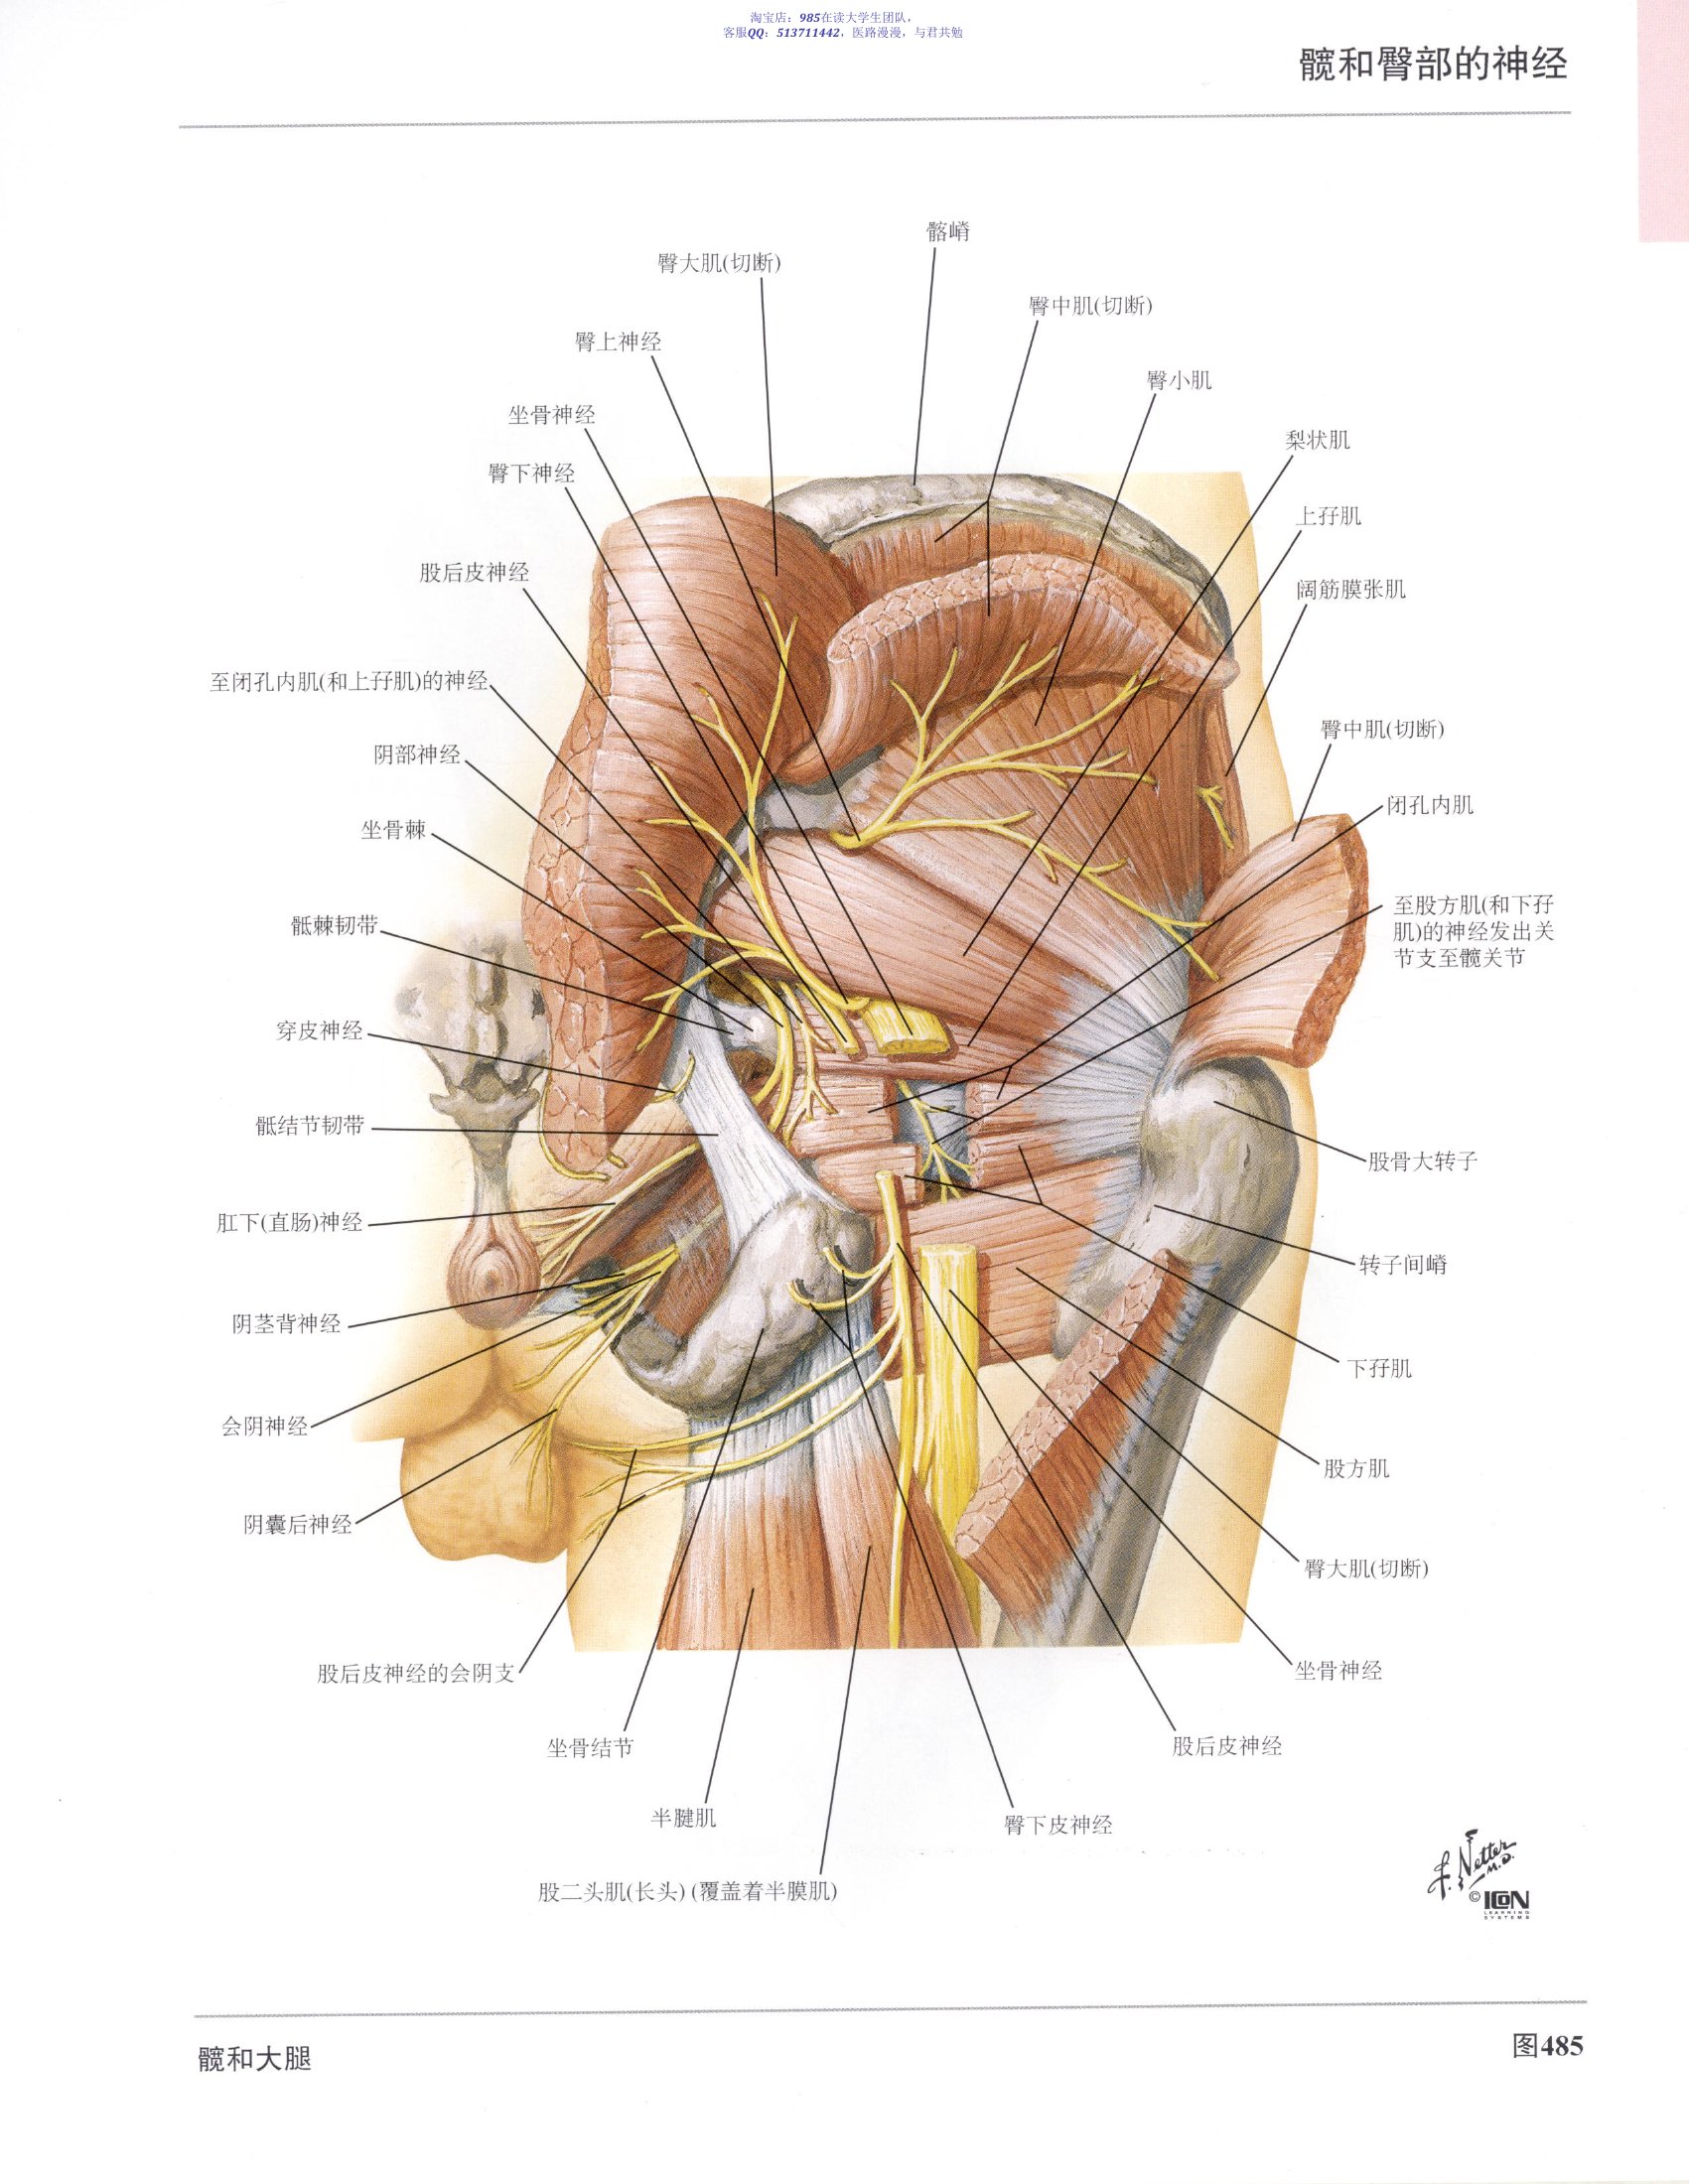 淘宝店：985在读大学生团队，
客服QQ：513711442，医路漫漫，与君共勉
髋和臀部的神经
髂嵴
臀大肌(切断)
臀中肌(切断)
臀上神经
臀小肌
坐骨神经
梨状肌
臀下神经
上孖肌
股后皮神经
阔筋膜张肌
至闭孔内肌(和上孖肌)的神经
臀中肌(切断)
阴部神经
闭孔内肌
坐骨棘
至股方肌(和下孖
肌)的神经发出关
节支至髋关节
骶棘韧带
穿皮神经
骶结节韧带
股骨大转子
肛下(直肠)神经
转子间嵴
阴茎背神经
下孖肌
会阴神经
股方肌
阴囊后神经
臀大肌(切断)
股后皮神经的会阴支
坐骨神经
坐骨结节
股后皮神经
半腱肌
臀下皮神经
股二头肌(长头) (覆盖着半膜肌)
F. Netter
M.D.
© ICON
LEARNING
SYSTEMS
髋和大腿
图485